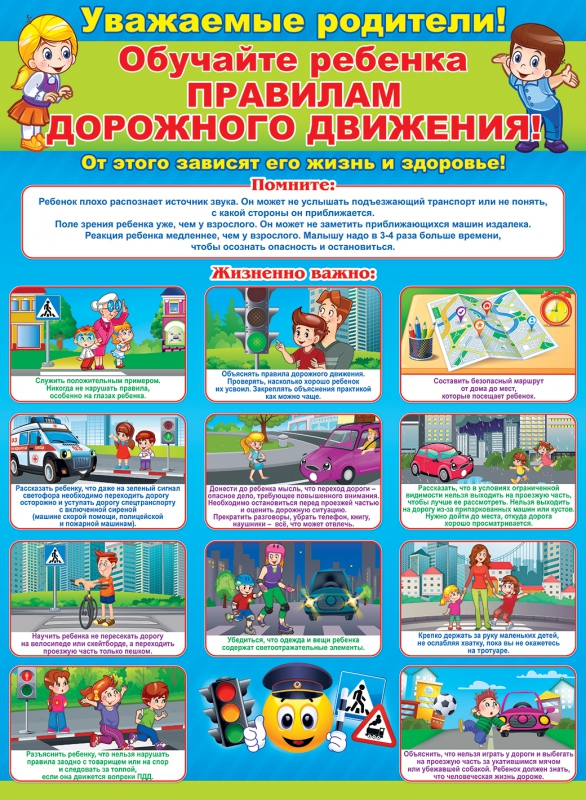 Уважаемые родители!
Обучайте ребенка
ПРАВИЛАМ
ДОРОЖНОГО ДВИЖЕНИЯ!
От этого зависят его жизнь и здоровье!
Помните:
Ребенок плохо распознает источник звука. Он может не услышать подъезжающий транспорт или не понять,
с какой стороны он приближается.
Поле зрения ребенка уже, чем у взрослого. Он может не заметить приближающихся машин издалека.
Реакция ребенка медленнее, чем у взрослого. Малышу надо в 3-4 раза больше времени,
чтобы осознать опасность и остановиться.
Жизненно важно:
Служить положительным примером.
Никогда не нарушать правила,
особенно на глазах ребенка.
Объяснять правила дорожного движения.
Проверять, насколько хорошо ребенок
их усвоил. Закреплять объяснения практикой
как можно чаще.
Составить безопасный маршрут
от дома до мест,
которые посещает ребенок.
Рассказать ребенку, что даже на зеленый сигнал
светофора необходимо переходить дорогу
осторожно и уступать дорогу спецтранспорту
с включенной сиреной
(машине скорой помощи, полицейской
и пожарной машинам).
Донести до ребенка мысль, что переход дороги –
опасное дело, требующее повышенного внимания.
Необходимо остановиться перед проезжей частью
и оценить дорожную ситуацию.
Прекратить разговоры, убрать телефон, книгу,
наушники – всё, что может отвлечь.
Рассказать, что в условиях ограниченной
видимости нельзя выходить на проезжую часть,
чтобы лучше ее рассмотреть. Нельзя выходить
на дорогу из-за припаркованных машин или кустов.
Нужно дойти до места, откуда дорога
хорошо просматривается.
Научить ребенка не пересекать дорогу
на велосипеде или скейтборде, а переходить
проезжую часть только пешком.
Убедиться, что одежда и вещи ребенка
содержат светоотражательные элементы.
Крепко держать за руку маленьких детей,
не ослабляя хватку, пока вы не окажетесь
на тротуаре.
Разъяснить ребенку, что нельзя нарушать
правила заодно с товарищем или на спор
и следовать за толпой,
если она движется вопреки ПДД.
Объяснить, что нельзя играть у дороги и выбегать
на проезжую часть за укатившимся мячом
или убежавшей собакой. Ребенок должен знать,
что человеческая жизнь дороже.